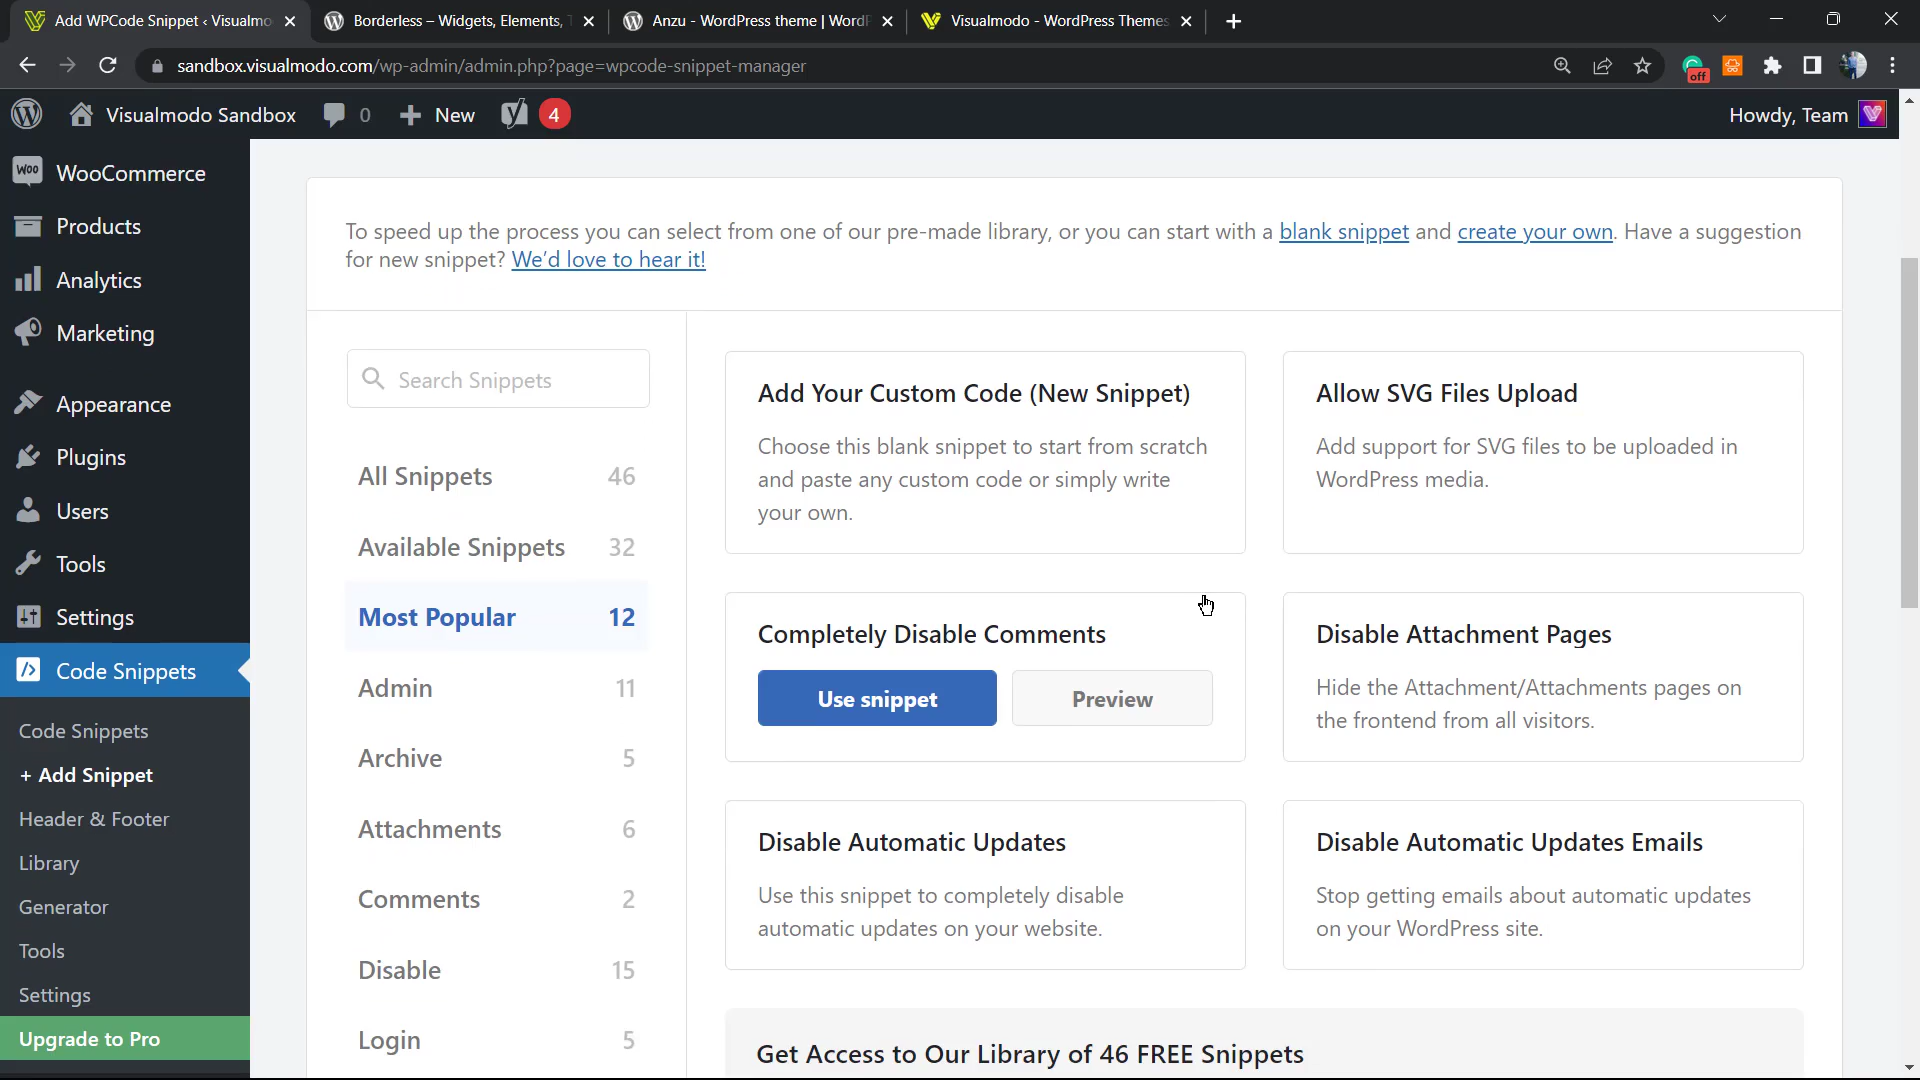 Add WPCode Snippet ‹ Visualmo
Borderless – Widgets, Elements,
Anzu - WordPress theme | Word
Visualmodo - WordPress Themes
sandbox.visualmodo.com/wp-admin/admin.php?page=wpcode-snippet-manager
off
Visualmodo Sandbox
0
New
4
Howdy, Team
Woo
WooCommerce
Products
Analytics
Marketing
Appearance
Plugins
Users
Tools
Settings
Code Snippets
Code Snippets
+ Add Snippet
Header & Footer
Library
Generator
Tools
Settings
Upgrade to Pro
To speed up the process you can select from one of our pre-made library, or you can start with a blank snippet and create your own. Have a suggestion
for new snippet? We'd love to hear it!
Search Snippets
All Snippets 46
Available Snippets 32
Most Popular 12
Admin 11
Archive 5
Attachments 6
Comments 2
Disable 15
Login 5
Add Your Custom Code (New Snippet)
Choose this blank snippet to start from scratch
and paste any custom code or simply write
your own.
Allow SVG Files Upload
Add support for SVG files to be uploaded in
WordPress media.
Completely Disable Comments
Use snippet
Preview
Disable Attachment Pages
Hide the Attachment/Attachments pages on
the frontend from all visitors.
Disable Automatic Updates
Use this snippet to completely disable
automatic updates on your website.
Disable Automatic Updates Emails
Stop getting emails about automatic updates
on your WordPress site.
Get Access to Our Library of 46 FREE Snippets